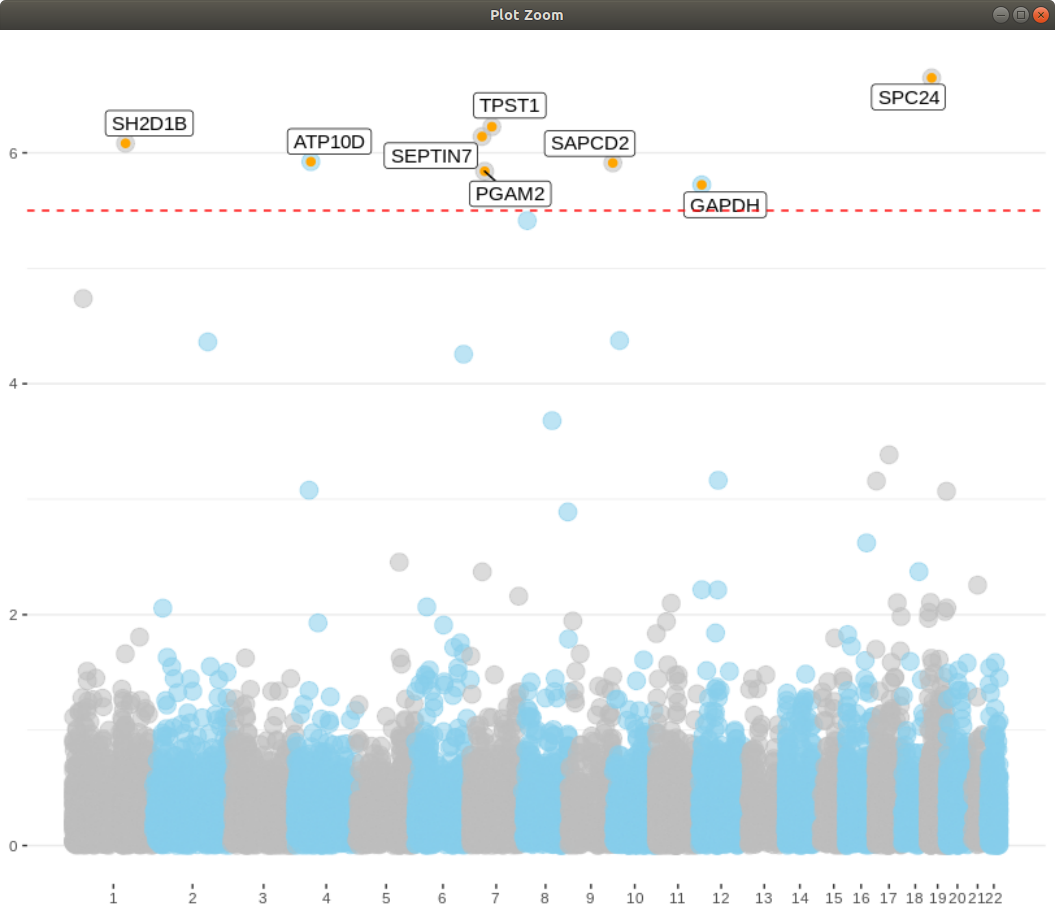 Plot Zoom
SPC24
TPST1
SH2D1B
ATP10D
SAPCD2
6
SEPTIN7
PGAM2
GAPDH
4
2
0
1 2 3 4 5 6 7 8 9 10 11 12 13 14 15 16 17 18 19 20 21 22